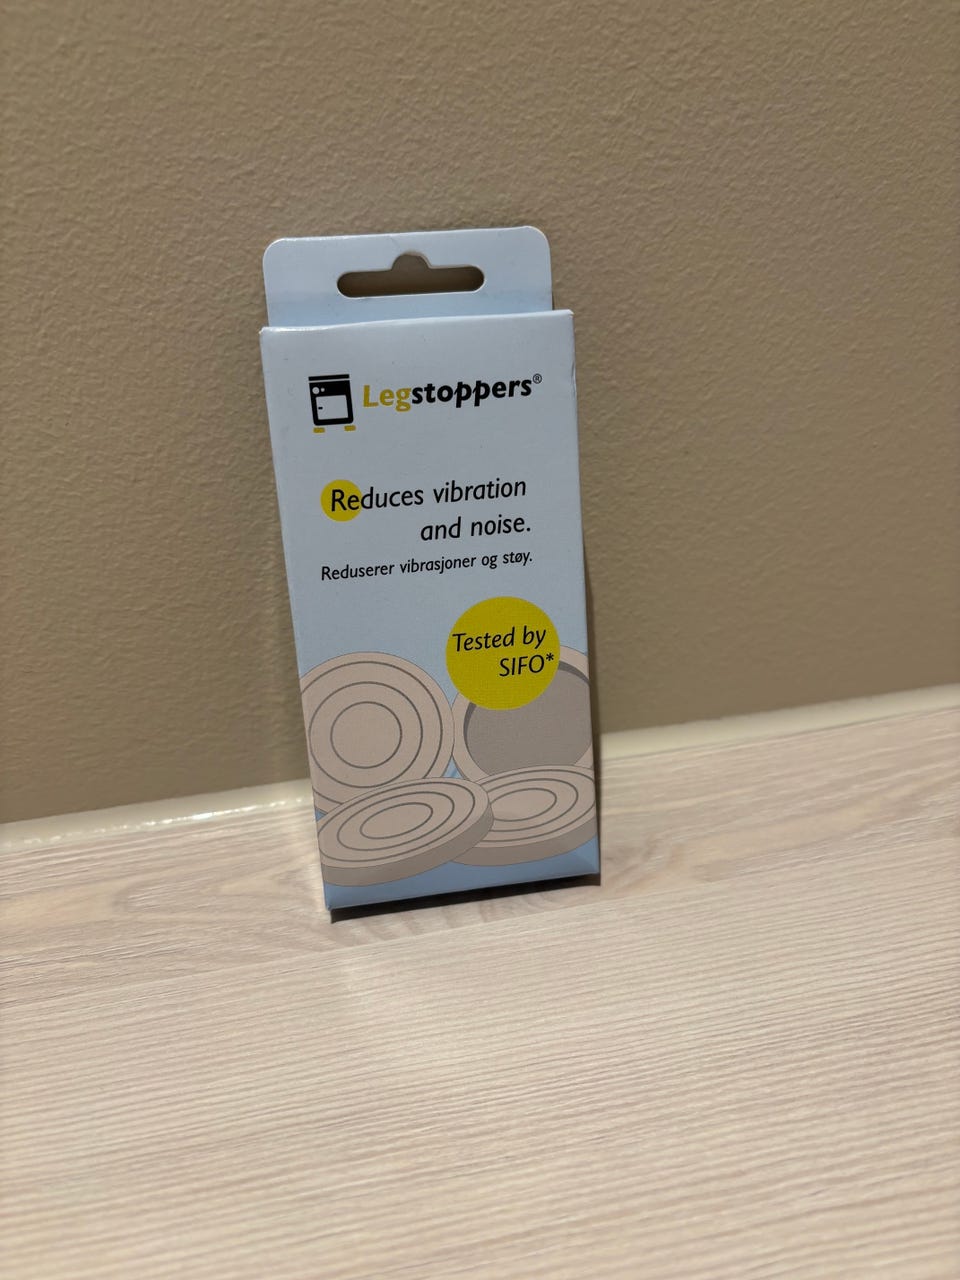 Legstoppers®
Reduces vibration
and noise.
Reduserer vibrasjoner og støy.
Tested by
SIFO*